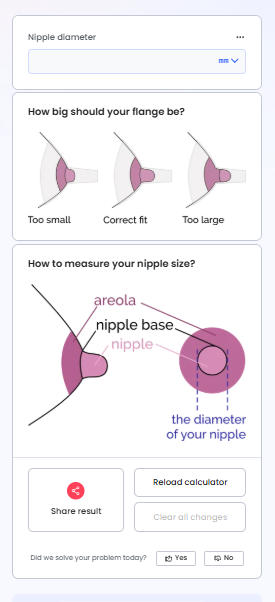 Nipple diameter
mm
How big should your flange be?
Too small Correct fit Too large
How to measure your nipple size?
areola
nipple base
nipple
the diameter
of your nipple
Share result
Reload calculator
Clear all changes
Did we solve your problem today? Yes No